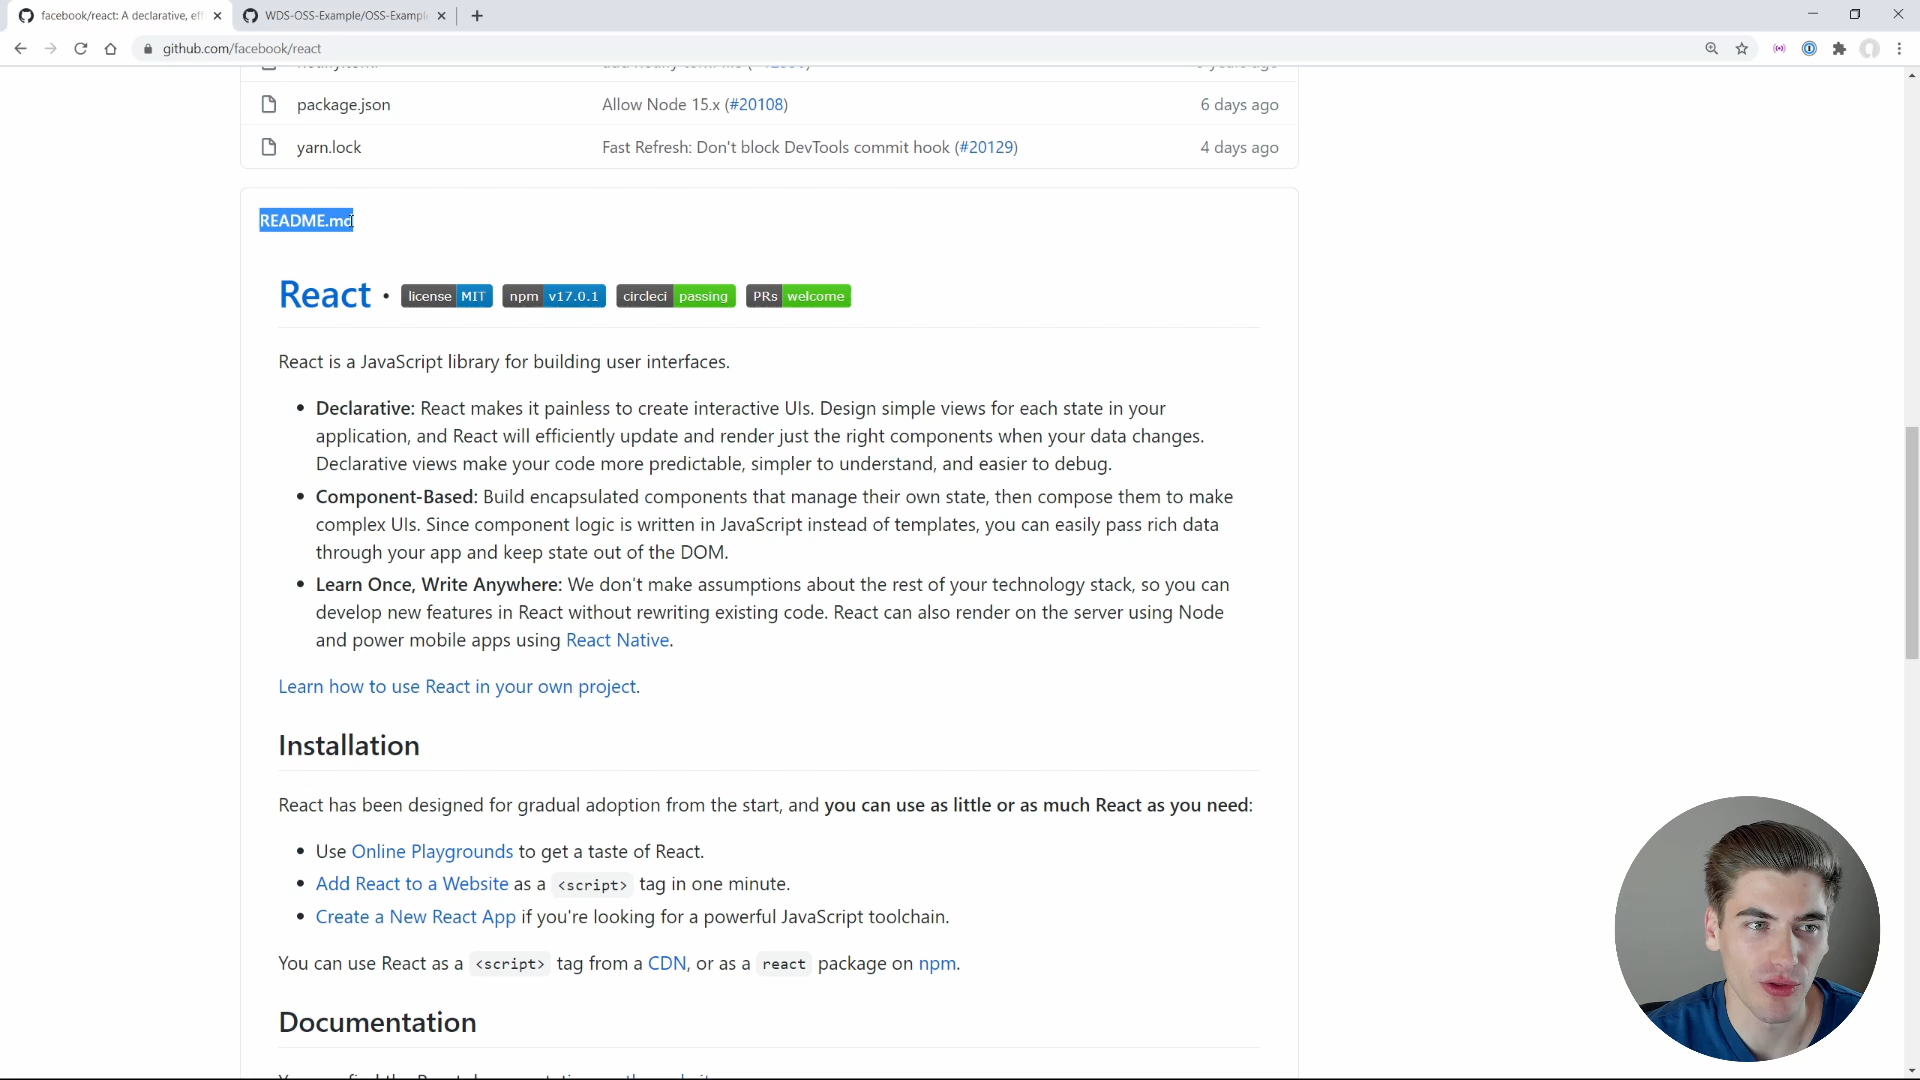 facebook/react: A declarative, ef
WDS-OSS-Example/OSS-Exampl
github.com/facebook/react
package.json Allow Node 15.x (#20108) 6 days ago
yarn.lock Fast Refresh: Don't block DevTools commit hook (#20129) 4 days ago
README.md
React · license MIT npm v17.0.1 circleci passing PRs welcome
React is a JavaScript library for building user interfaces.
• Declarative: React makes it painless to create interactive UIs. Design simple views for each state in your
application, and React will efficiently update and render just the right components when your data changes.
Declarative views make your code more predictable, simpler to understand, and easier to debug.
• Component-Based: Build encapsulated components that manage their own state, then compose them to make
complex UIs. Since component logic is written in JavaScript instead of templates, you can easily pass rich data
through your app and keep state out of the DOM.
• Learn Once, Write Anywhere: We don't make assumptions about the rest of your technology stack, so you can
develop new features in React without rewriting existing code. React can also render on the server using Node
and power mobile apps using React Native.
Learn how to use React in your own project.
Installation
React has been designed for gradual adoption from the start, and you can use as little or as much React as you need:
• Use Online Playgrounds to get a taste of React.
• Add React to a Website as a <script> tag in one minute.
• Create a New React App if you're looking for a powerful JavaScript toolchain.
You can use React as a <script> tag from a CDN, or as a react package on npm.
Documentation